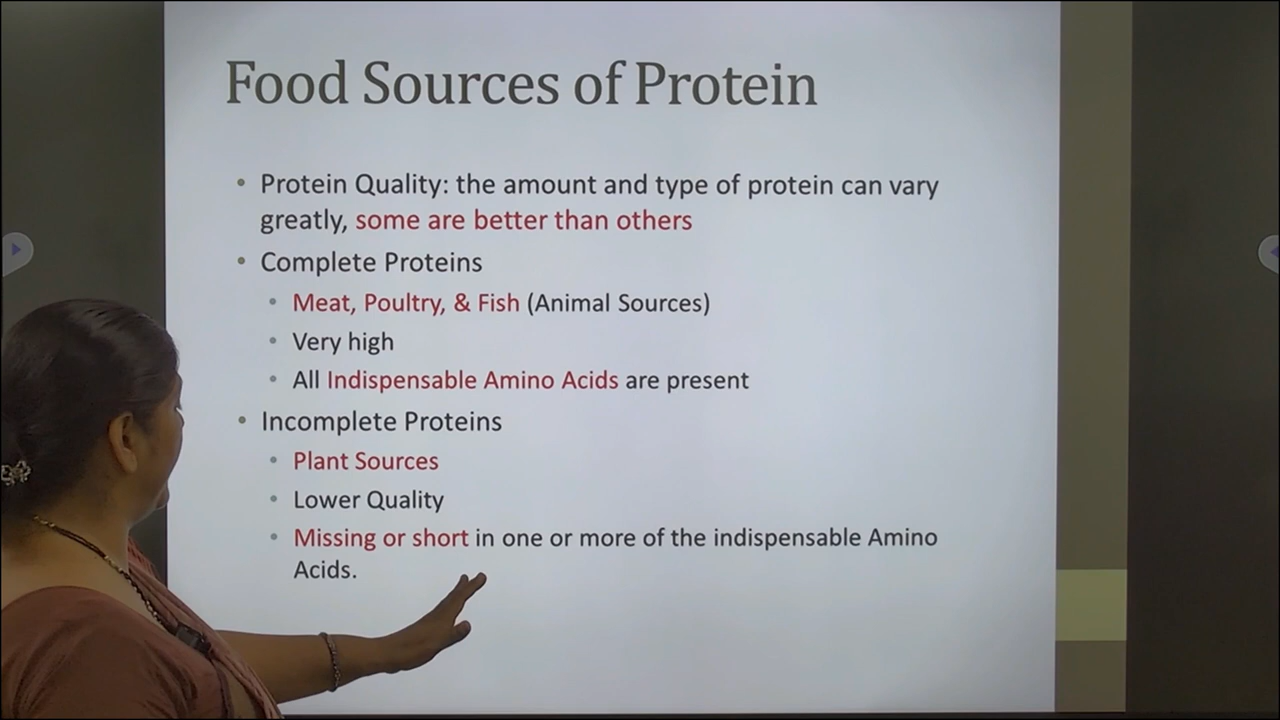 Food Sources of Protein
• Protein Quality: the amount and type of protein can vary
greatly, some are better than others
• Complete Proteins
• Meat, Poultry, & Fish (Animal Sources)
• Very high
• All Indispensable Amino Acids are present
• Incomplete Proteins
• Plant Sources
• Lower Quality
• Missing or short in one or more of the indispensable Amino
Acids.